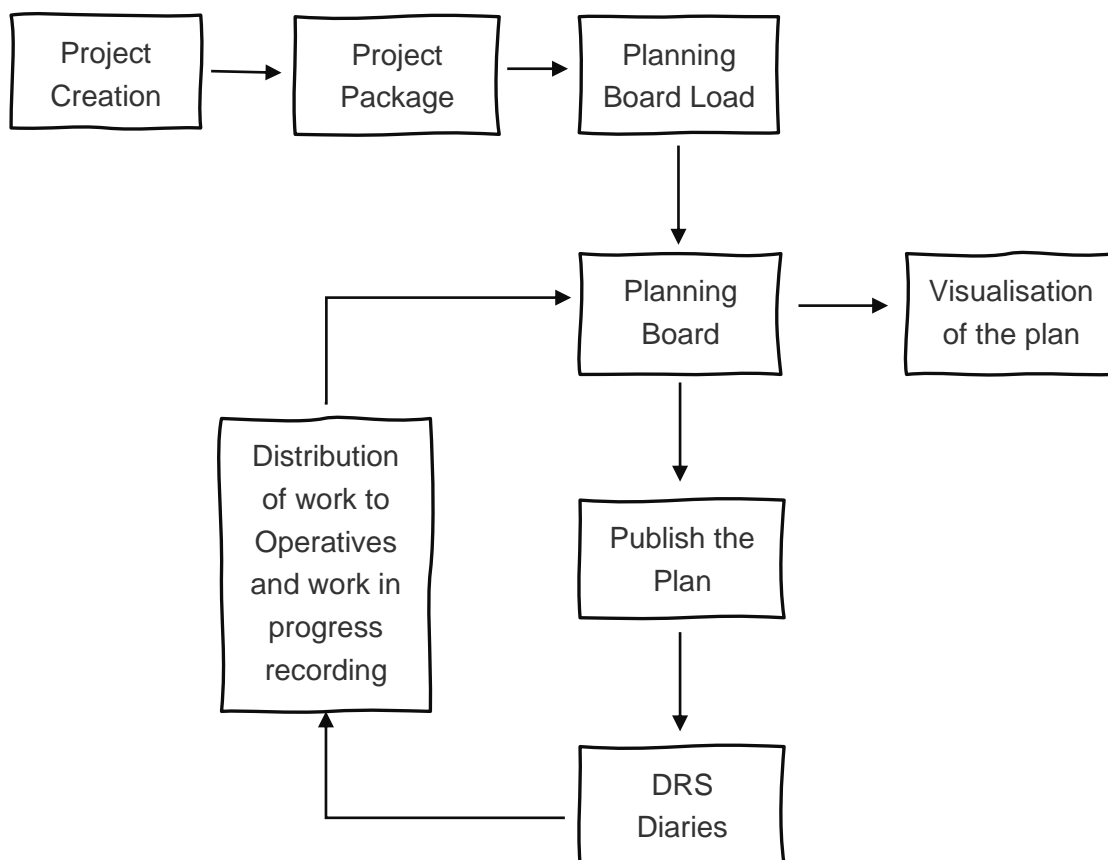 Project
Creation
Project
Package
Planning
Board Load
Planning
Board
Visualisation
of the plan
Distribution
of work to
Operatives
and work in
progress
recording
Publish the
Plan
DRS
Diaries